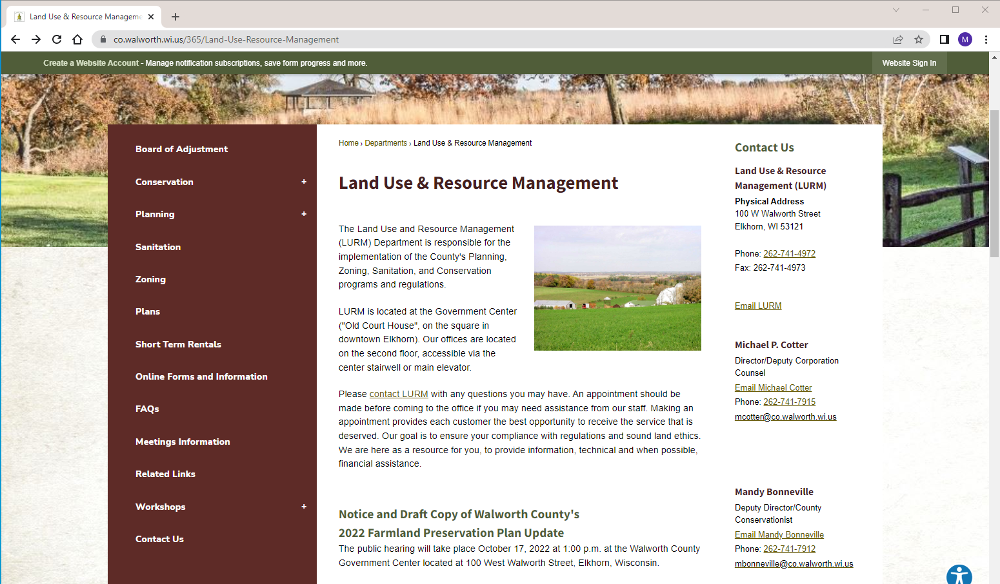 Land Use & Resource Manageme
co.walworth.wi.us/365/Land-Use-Resource-Management
M
Create a Website Account - Manage notification subscriptions, save form progress and more.
Website Sign In
Board of Adjustment
Conservation +
Planning +
Sanitation
Zoning
Plans
Short Term Rentals
Online Forms and Information
FAQs
Meetings Information
Related Links
Workshops +
Contact Us
Home › Departments › Land Use & Resource Management
Land Use & Resource Management
The Land Use and Resource Management
(LURM) Department is responsible for the
implementation of the County's Planning,
Zoning, Sanitation, and Conservation
programs and regulations.
LURM is located at the Government Center
("Old Court House", on the square in
downtown Elkhorn). Our offices are located
on the second floor, accessible via the
center stairwell or main elevator.
Please contact LURM with any questions you may have. An appointment should be
made before coming to the office if you may need assistance from our staff. Making an
appointment provides each customer the best opportunity to receive the service that is
deserved. Our goal is to ensure your compliance with regulations and sound land ethics.
We are here as a resource for you, to provide information, technical and when possible,
financial assistance.
Notice and Draft Copy of Walworth County's
2022 Farmland Preservation Plan Update
The public hearing will take place October 17, 2022 at 1:00 p.m. at the Walworth County
Government Center located at 100 West Walworth Street, Elkhorn, Wisconsin.
Contact Us
Land Use & Resource
Management (LURM)
Physical Address
100 W Walworth Street
Elkhorn, WI 53121
Phone: 262-741-4972
Fax: 262-741-4973
Email LURM
Michael P. Cotter
Director/Deputy Corporation
Counsel
Email Michael Cotter
Phone: 262-741-7915
mcotter@co.walworth.wi.us
Mandy Bonneville
Deputy Director/County
Conservationist
Email Mandy Bonneville
Phone: 262-741-7912
mbonneville@co.walworth.wi.us